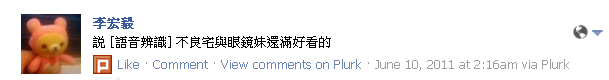 李宏毅
說 [語音辨識] 不良宅與眼鏡妹還滿好看的
Like · Comment · View comments on Plurk · June 10, 2011 at 2:16am via Plurk